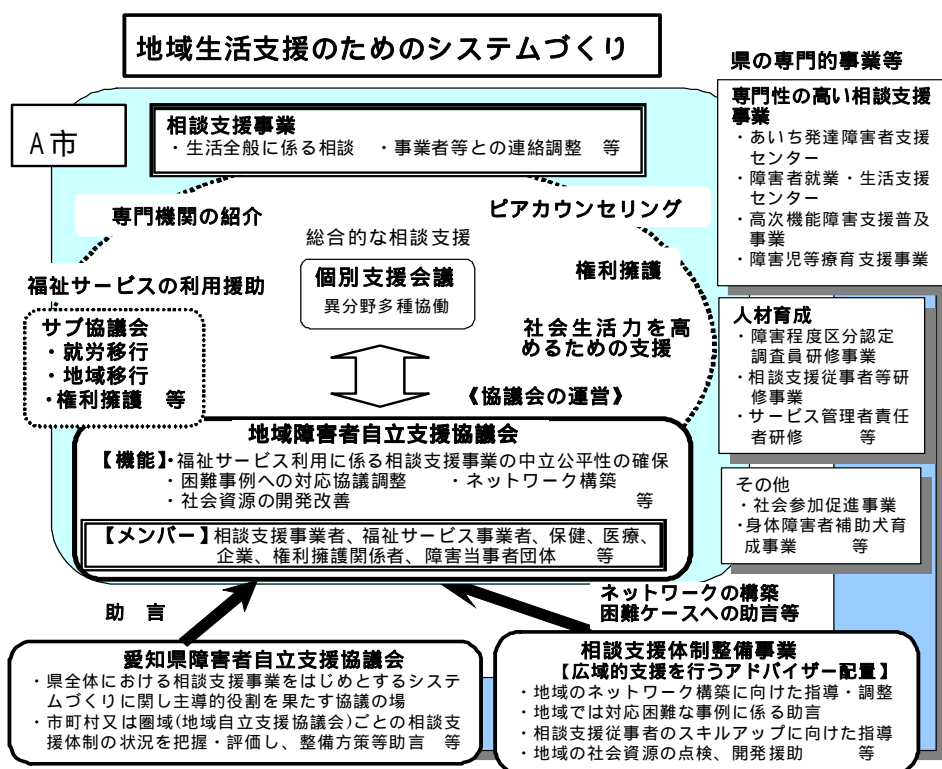 地域生活支援のためのシステムづくり
県の専門的事業等
A市
相談支援事業
・生活全般に係る相談　・事業者等との連絡調整　等
専門機関の紹介
ピアカウンセリング
総合的な相談支援
個別支援会議
異分野多種協働
権利擁護
福祉サービスの利用援助
サブ協議会
・就労移行
・地域移行
・権利擁護　等
社会生活力を高
めるための支援
《協議会の運営》
地域障害者自立支援協議会
【機能】・福祉サービス利用に係る相談支援事業の中立公平性の確保
・困難事例への対応協議調整　　・ネットワーク構築
・社会資源の開発改善　　等
【メンバー】相談支援事業者、福祉サービス事業者、保健、医療、
企業、権利擁護関係者、障害当事者団体　　等
専門性の高い相談支援
事業
・あいち発達障害者支援
センター
・障害者就業・生活支援
センター
・高次機能障害支援普及
事業
・障害児等療育支援事業
人材育成
・障害程度区分認定
調査員研修事業
・相談支援従事者等研
修事業
・サービス管理者責任
者研修　　等
その他
・社会参加促進事業
・身体障害者補助犬育
成事業　　等
助　言
ネットワークの構築
困難ケースへの助言等
愛知県障害者自立支援協議会
・県全体における相談支援事業をはじめとするシス
テムづくりに関し主導的役割を果たす協議の場
・市町村又は圏域(地域自立支援協議会)ごとの相談支
援体制の状況を把握・評価し、整備方策等助言　等
相談支援体制整備事業
【広域的支援を行うアドバイザー配置】
・地域のネットワーク構築に向けた指導・調整
・地域では対応困難な事例に係る助言
・相談支援従事者のスキルアップに向けた指導
・地域の社会資源の点検、開発援助　　等